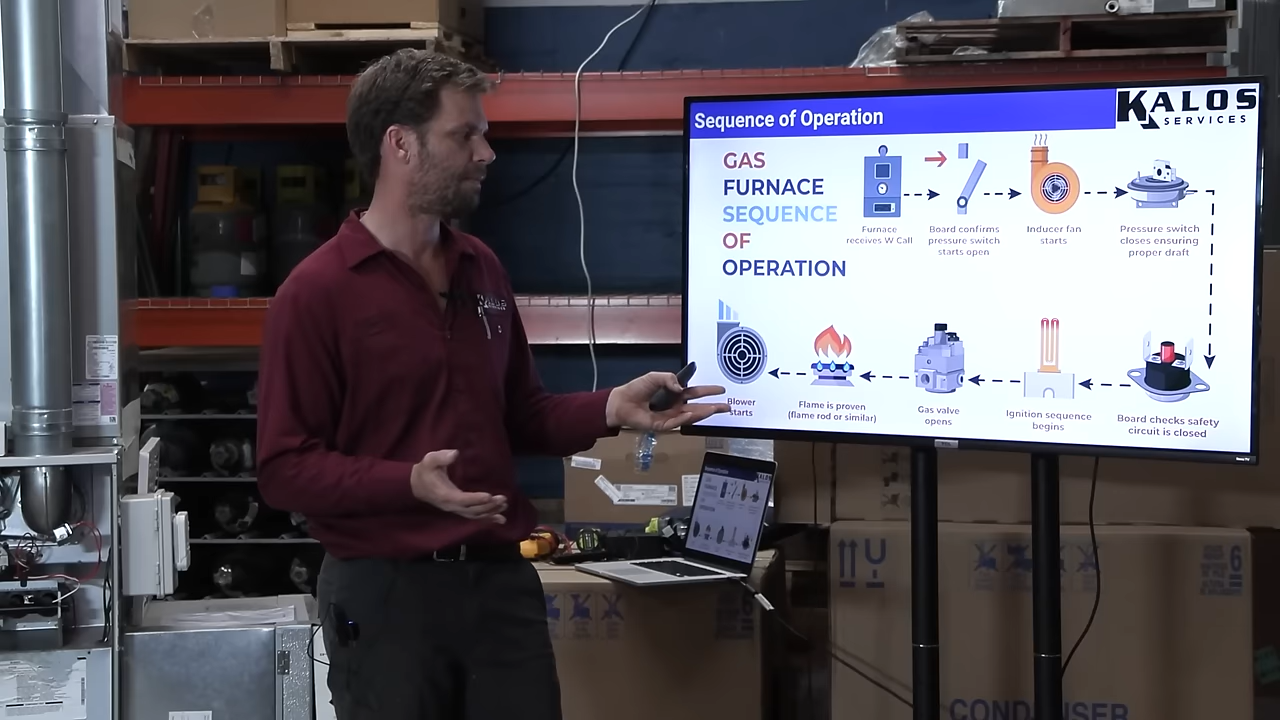 Sequence of Operation
KALOS
SERVICES
GAS
FURNACE
SEQUENCE
OF
OPERATION
Furnace
receives W Call
Board confirms
pressure switch
starts open
Inducer fan
starts
Pressure switch
closes ensuring
proper draft
Blower
starts
Flame is proven
(flame rod or similar)
Gas valve
opens
Ignition sequence
begins
Board checks safety
circuit is closed
KALOS
6
CONDENSER